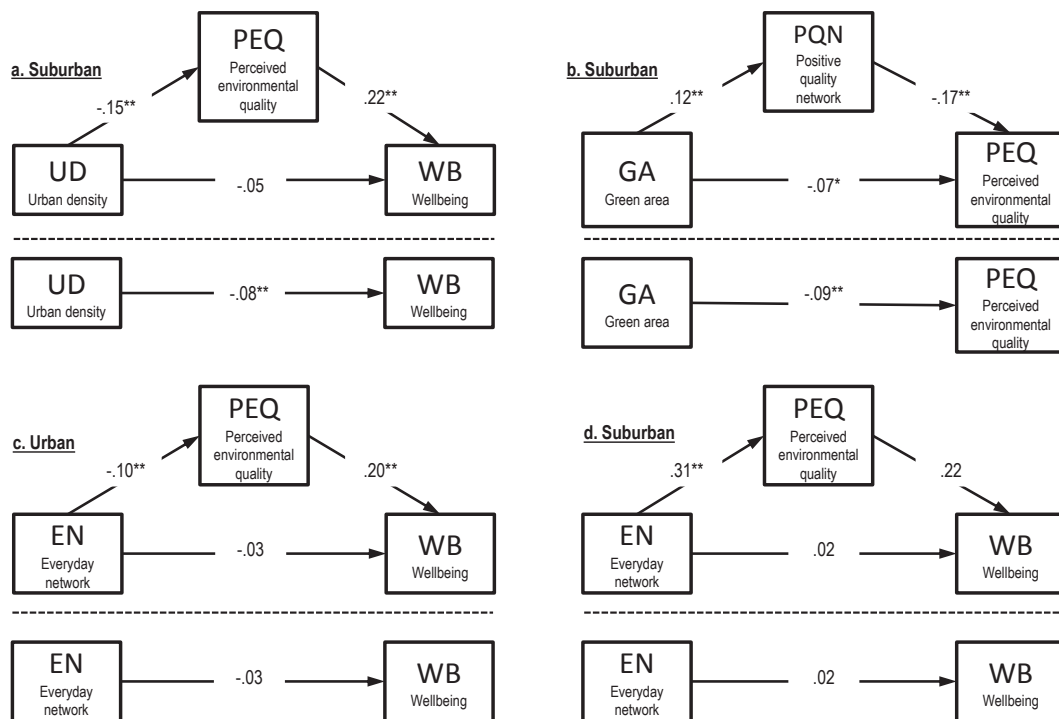 a. Suburban
PEQ
Perceived
environmental
quality
-.15**
.22**
UD
Urban density
-.05
WB
Wellbeing
UD
Urban density
-.08**
WB
Wellbeing
b. Suburban
PQN
Positive
quality
network
.12**
-.17**
GA
Green area
-.07*
PEQ
Perceived
environmental
quality
GA
Green area
-.09**
PEQ
Perceived
environmental
quality
c. Urban
PEQ
Perceived
environmental
quality
-.10**
.20**
EN
Everyday
network
-.03
WB
Wellbeing
EN
Everyday
network
-.03
WB
Wellbeing
d. Suburban
PEQ
Perceived
environmental
quality
.31**
.22
EN
Everyday
network
.02
WB
Wellbeing
EN
Everyday
network
.02
WB
Wellbeing